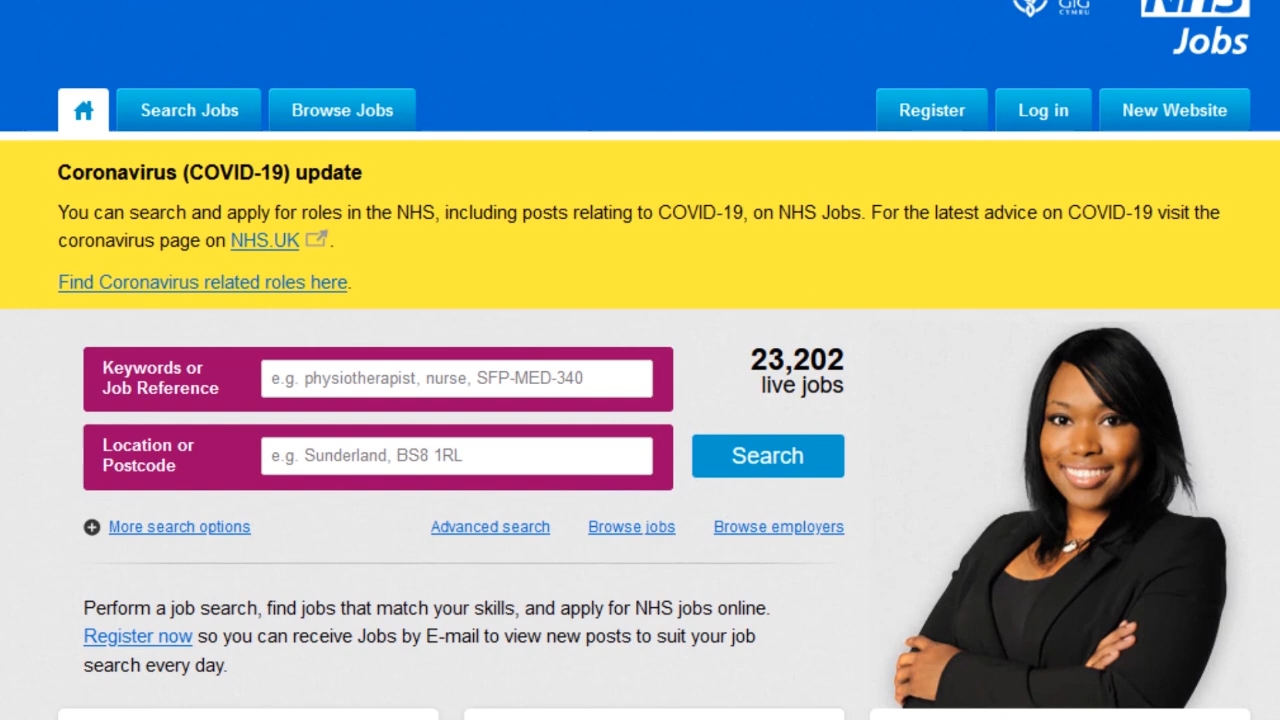 GIG
CYMRU
NHS
Jobs
Search Jobs
Browse Jobs
Register
Log in
New Website
Coronavirus (COVID-19) update
You can search and apply for roles in the NHS, including posts relating to COVID-19, on NHS Jobs. For the latest advice on COVID-19 visit the
coronavirus page on NHS.UK .
Find Coronavirus related roles here.
Keywords or
Job Reference
e.g. physiotherapist, nurse, SFP-MED-340
23,202
live jobs
Location or
Postcode
e.g. Sunderland, BS8 1RL
Search
More search options
Advanced search
Browse jobs
Browse employers
Perform a job search, find jobs that match your skills, and apply for NHS jobs online.
Register now so you can receive Jobs by E-mail to view new posts to suit your job
search every day.